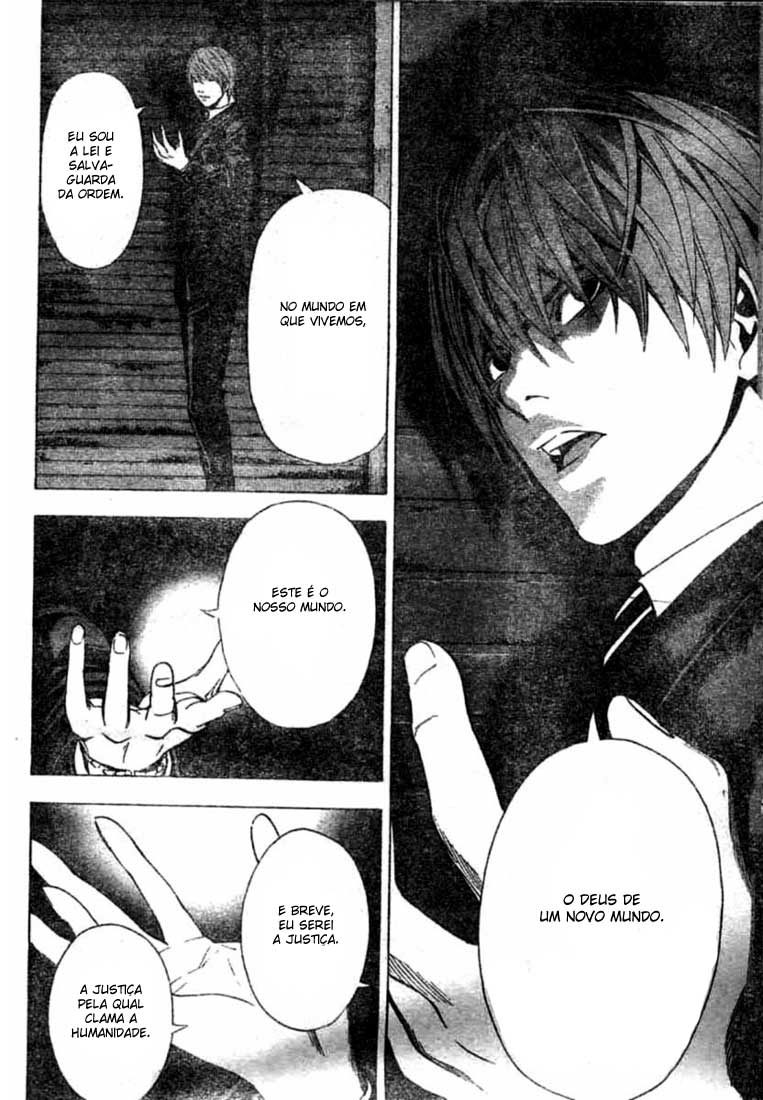 O DEUS DE
UM NOVO MUNDO.
NO MUNDO EM
QUE VIVEMOS,
EU SOU
A LEI E
SALVA-
GUARDA
DA ORDEM.
ESTE É O
NOSSO MUNDO.
E BREVE,
EU SEREI
A JUSTIÇA.
A JUSTIÇA
PELA QUAL
CLAMA A
HUMANIDADE.